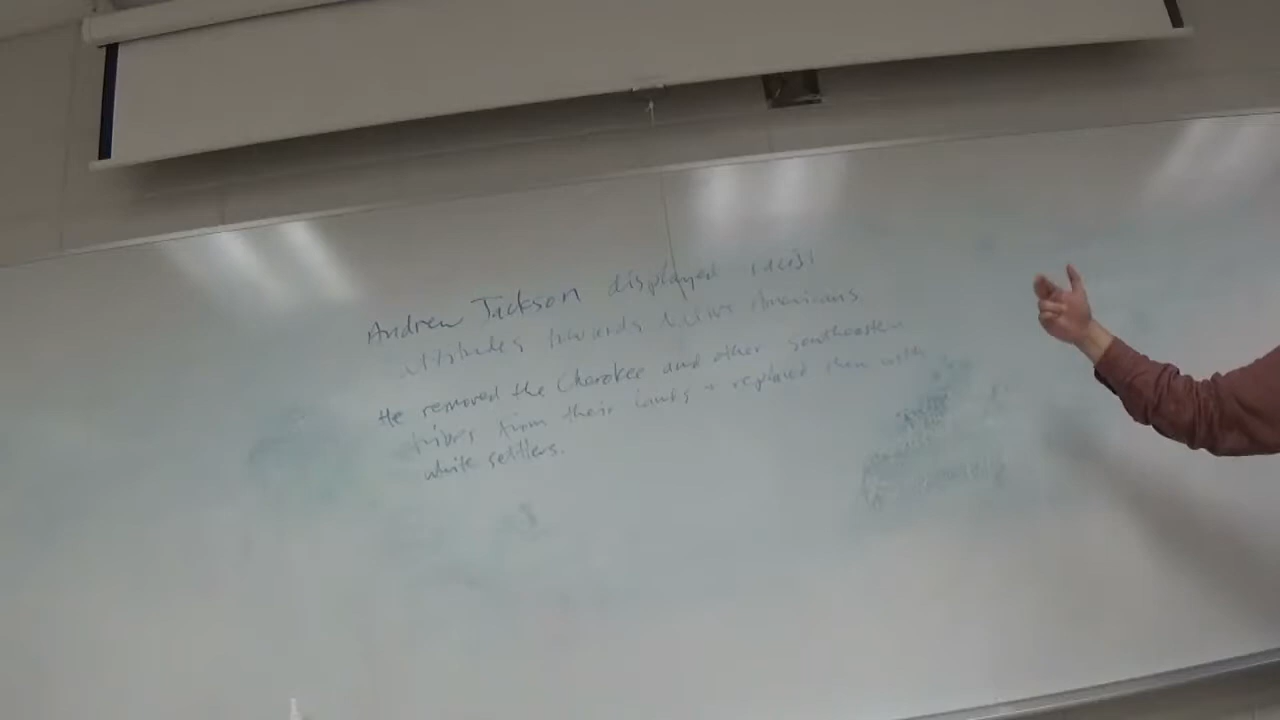 Andrew Jackson displayed racist
attitudes towards Native Americans
He removed the Cherokee and other southeastern
tribes from their lands + replaced them with
white settlers.